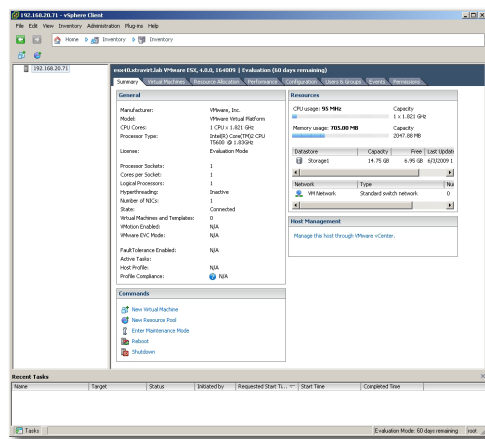 192.168.20.71 - vSphere Client
File Edit View Inventory Administration Plug-ins Help
Home Inventory Inventory
192.168.20.71
esx40.xtravirt.lab VMware ESX, 4.0.0, 164009 | Evaluation (60 days remaining)
Summary Virtual Machines Resource Allocation Performance Configuration Users & Groups Events Permissions
General
Manufacturer: VMware, Inc.
Model: VMware Virtual Platform
CPU Cores: 1 CPU x 1.821 GHz
Processor Type: Intel(R) Core(TM)2 CPU
T5600 @ 1.83GHz
License: Evaluation Mode
Processor Sockets: 1
Cores per Socket: 1
Logical Processors: 1
Hyperthreading: Inactive
Number of NICs: 1
State: Connected
Virtual Machines and Templates: 0
VMotion Enabled: N/A
VMware EVC Mode: N/A
FaultTolerance Enabled: N/A
Active Tasks:
Host Profile: N/A
Profile Compliance: N/A
Commands
New Virtual Machine
New Resource Pool
Enter Maintenance Mode
Reboot
Shutdown
Resources
CPU usage: 95 MHz Capacity
1 x 1.821 GHz
Memory usage: 705.00 MB Capacity
2047.88 MB
Datastore Capacity Free Last Updat
Storage1 14.75 GB 6.95 GB 6/3/2009 1
Network Type Nu
VM Network Standard switch network 0
Host Management
Manage this host through VMware vCenter.
Recent Tasks
Name Target Status Initiated by Requested Start Ti... Start Time Completed Time
Tasks Evaluation Mode: 60 days remaining root